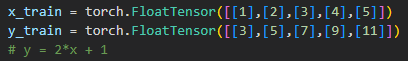 x_train = torch.FloatTensor([[1],[2],[3],[4],[5]])
y_train = torch.FloatTensor([[3],[5],[7],[9],[11]])
# y = 2*x + 1